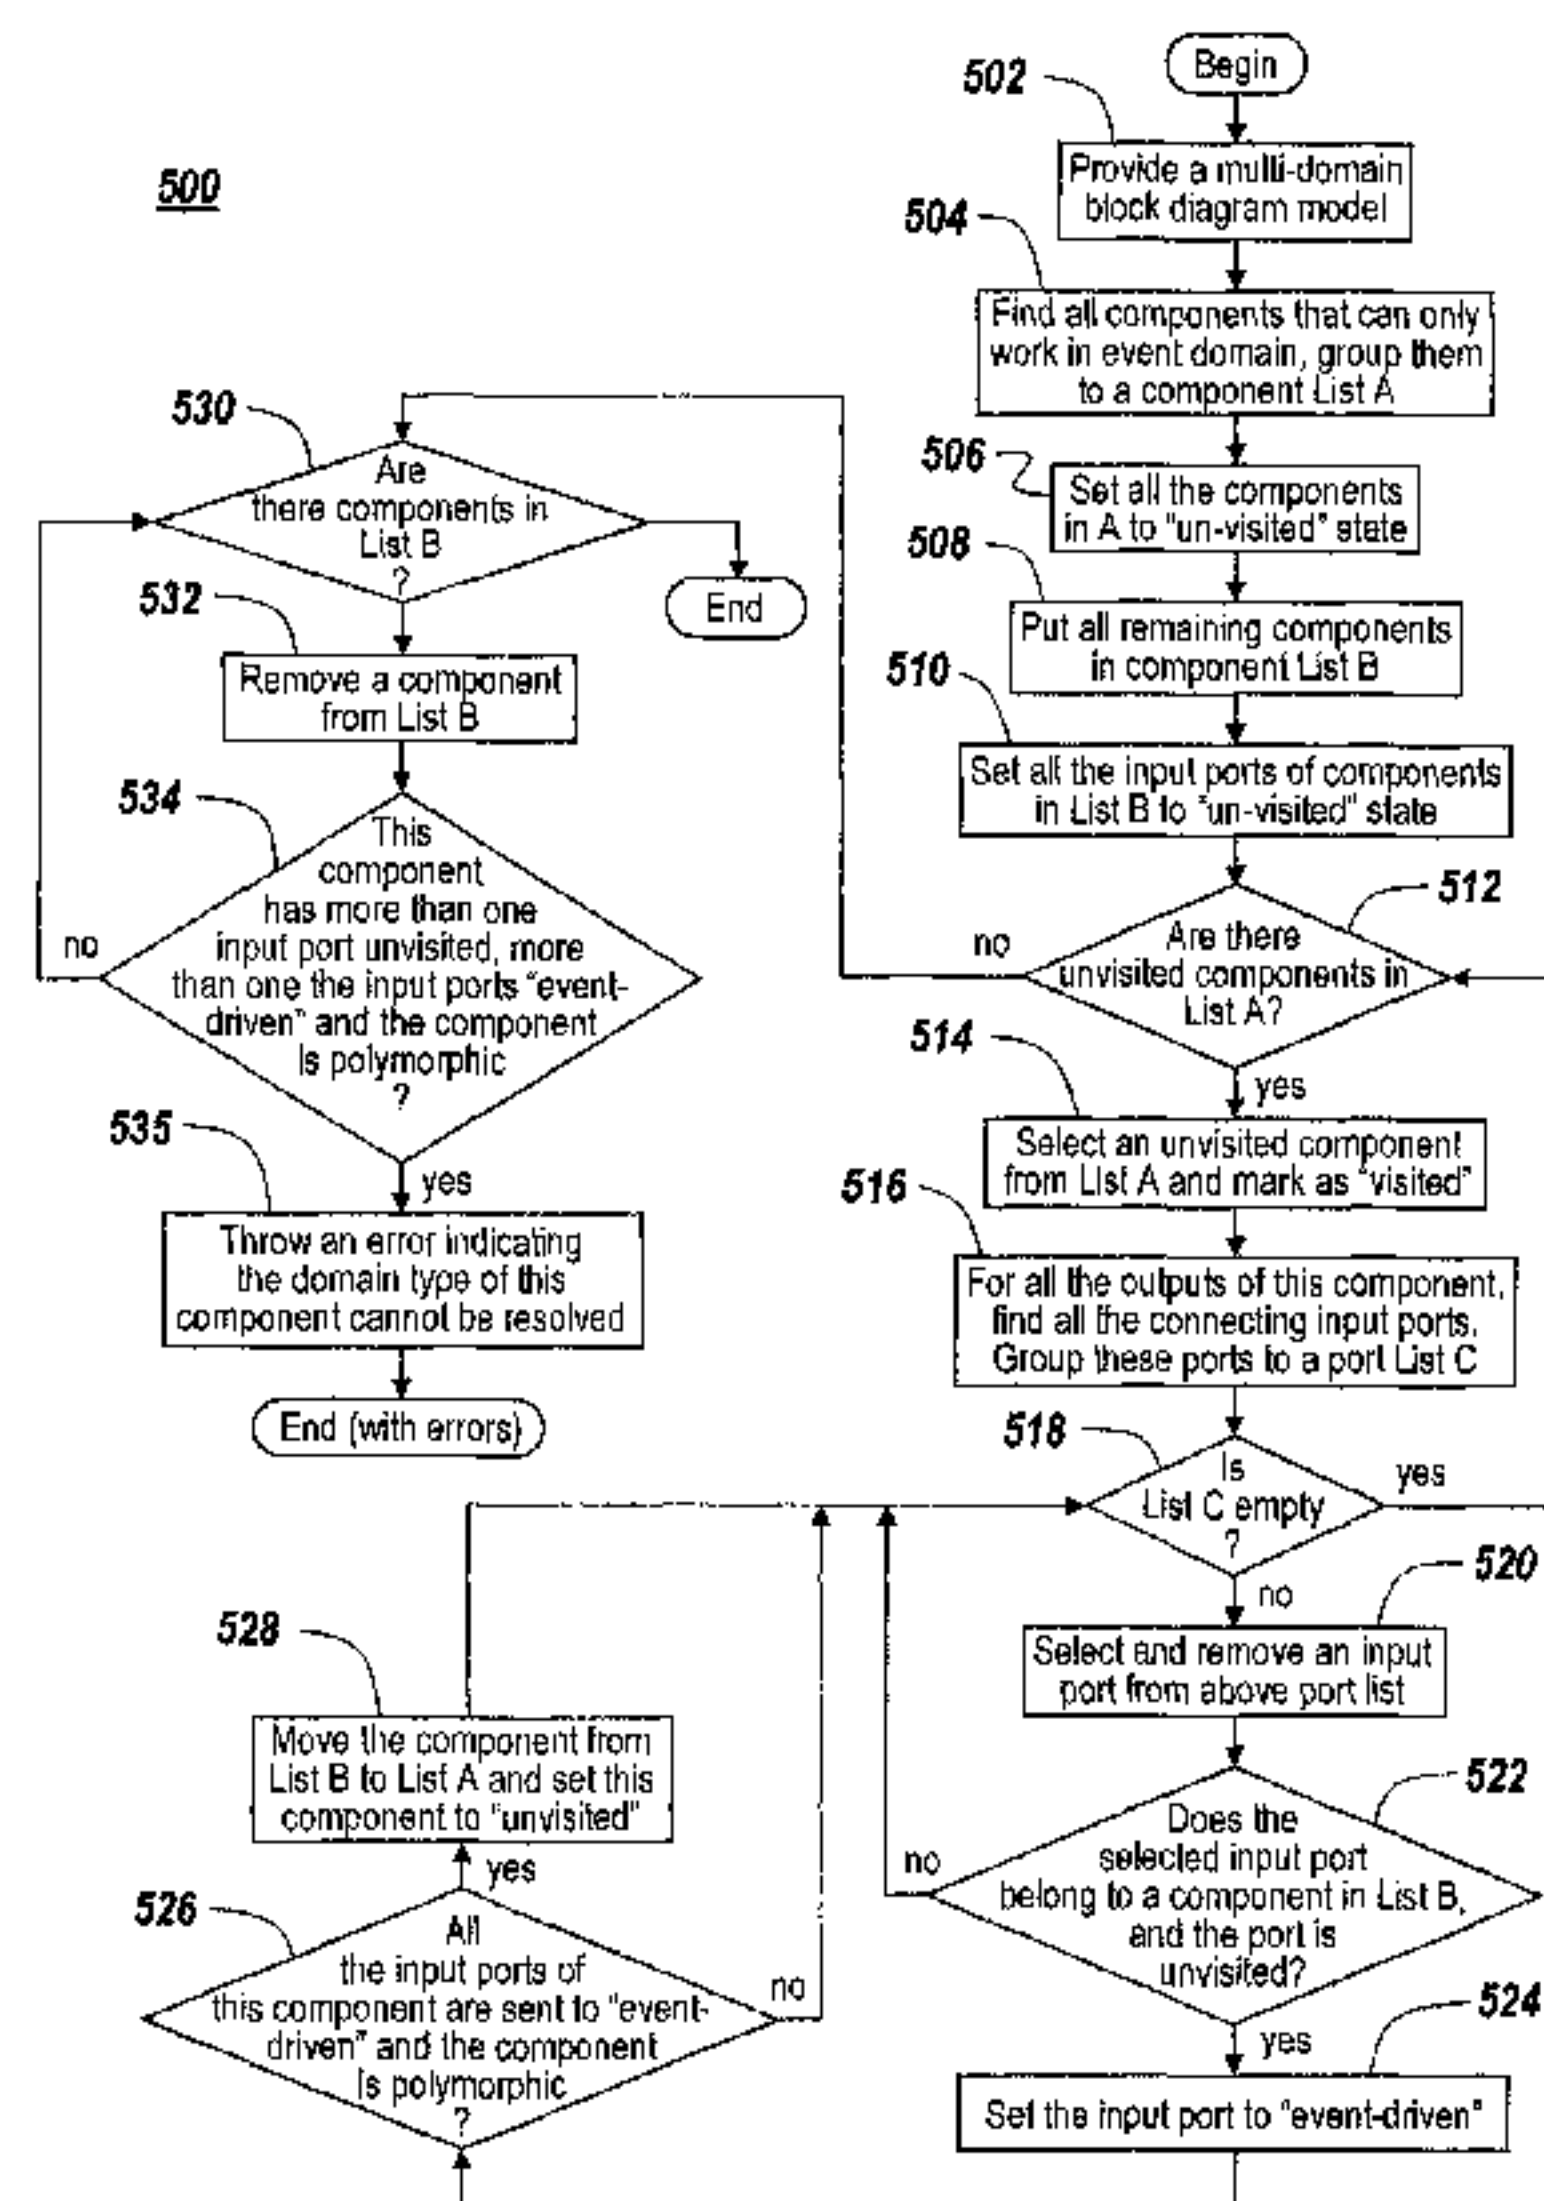 500
Begin
502
Provide a multi-domain
block diagram model
504
Find all components that can only
work in event domain, group them
to a component List A
506
Set all the components
in A to "un-visited" state
508
Put all remaining components
in component List B
510
Set all the input ports of components
in List B to "un-visited" state
512
Are there
unvisited components in
List A?
no
yes
514
Select an unvisited component
from List A and mark as "visited"
516
For all the outputs of this component,
find all the connecting input ports.
Group these ports to a port List C
518
Is
List C empty
?
yes
no
520
Select and remove an input
port from above port list
522
Does the
selected input port
belong to a component in List B,
and the port is
unvisited?
no
yes
524
Set the input port to "event-driven"
526
All
the input ports of
this component are sent to "event-
driven" and the component
Is polymorphic
?
no
yes
528
Move the component from
List B to List A and set this
component to "unvisited"
530
Are
there components in
List B
?
End
532
Remove a component
from List B
534
This
component
has more than one
input port unvisited, more
than one the input ports "event-
driven" and the component
Is polymorphic
?
no
yes
535
Throw an error indicating
the domain type of this
component cannot be resolved
End (with errors)